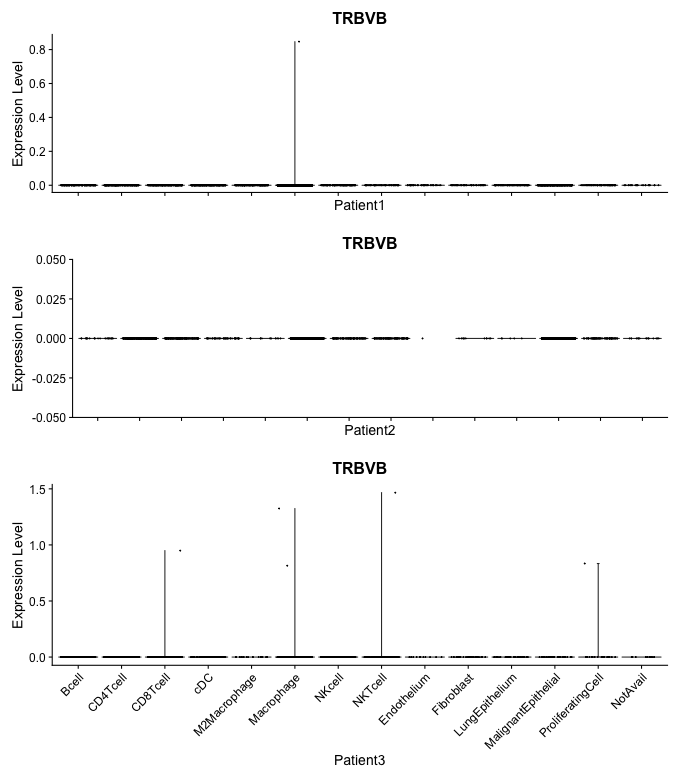 TRBVB
Expression Level
0.8
0.6
0.4
0.2
0.0
Patient1
TRBVB
Expression Level
0.050
0.025
0.000
-0.025
-0.050
Patient2
TRBVB
Expression Level
1.5
1.0
0.5
0.0
Bcell
CD4Tcell
CD8Tcell
cDC
M2Macrophage
Macrophage
NKcell
NKTcell
Endothelium
Fibroblast
LungEpithelium
MalignantEpithelial
ProliferatingCell
NotAvail
Patient3